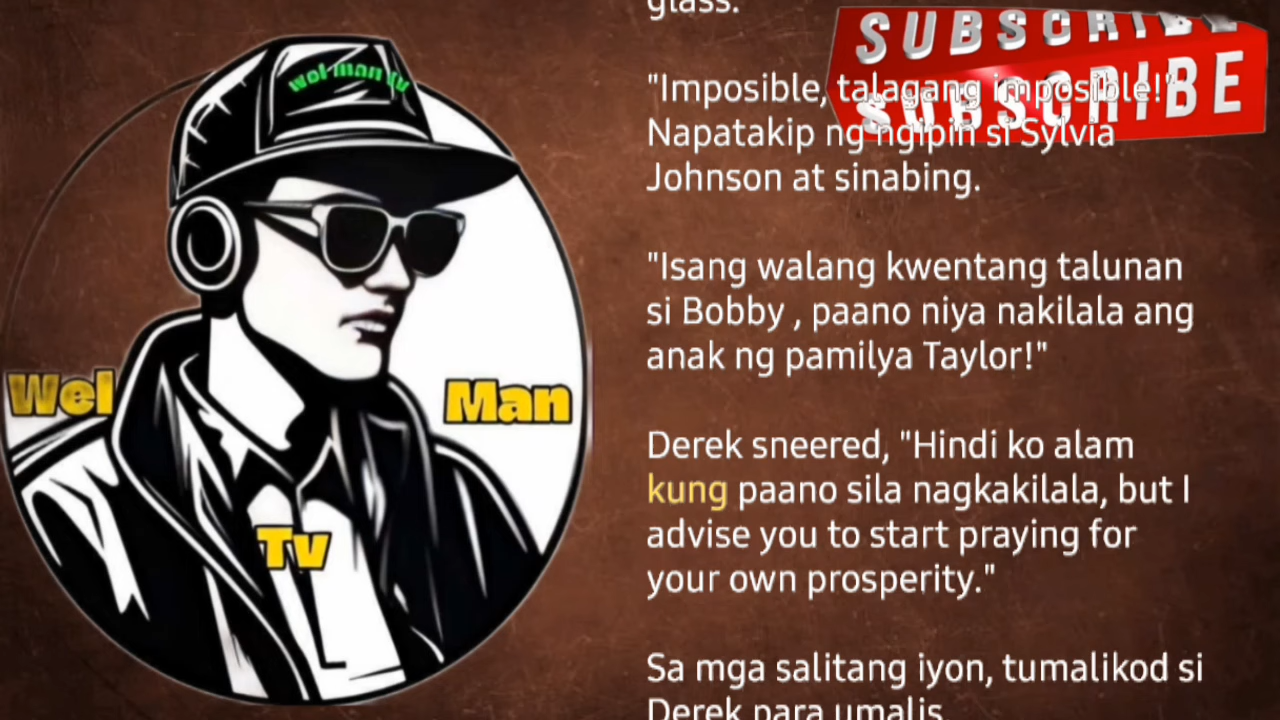 wel man tv
Wel
Man
Tv
SUBSCRIBE
SUBSCRIBE
glass.
"Imposible, talagang imposible!"
Napatakip ng ngipin si Sylvia
Johnson at sinabing.
"Isang walang kwentang talunan
si Bobby , paano niya nakilala ang
anak ng pamilya Taylor!"
Derek sneered, "Hindi ko alam
kung paano sila nagkakilala, but I
advise you to start praying for
your own prosperity."
Sa mga salitang iyon, tumalikod si
Derek para umalis